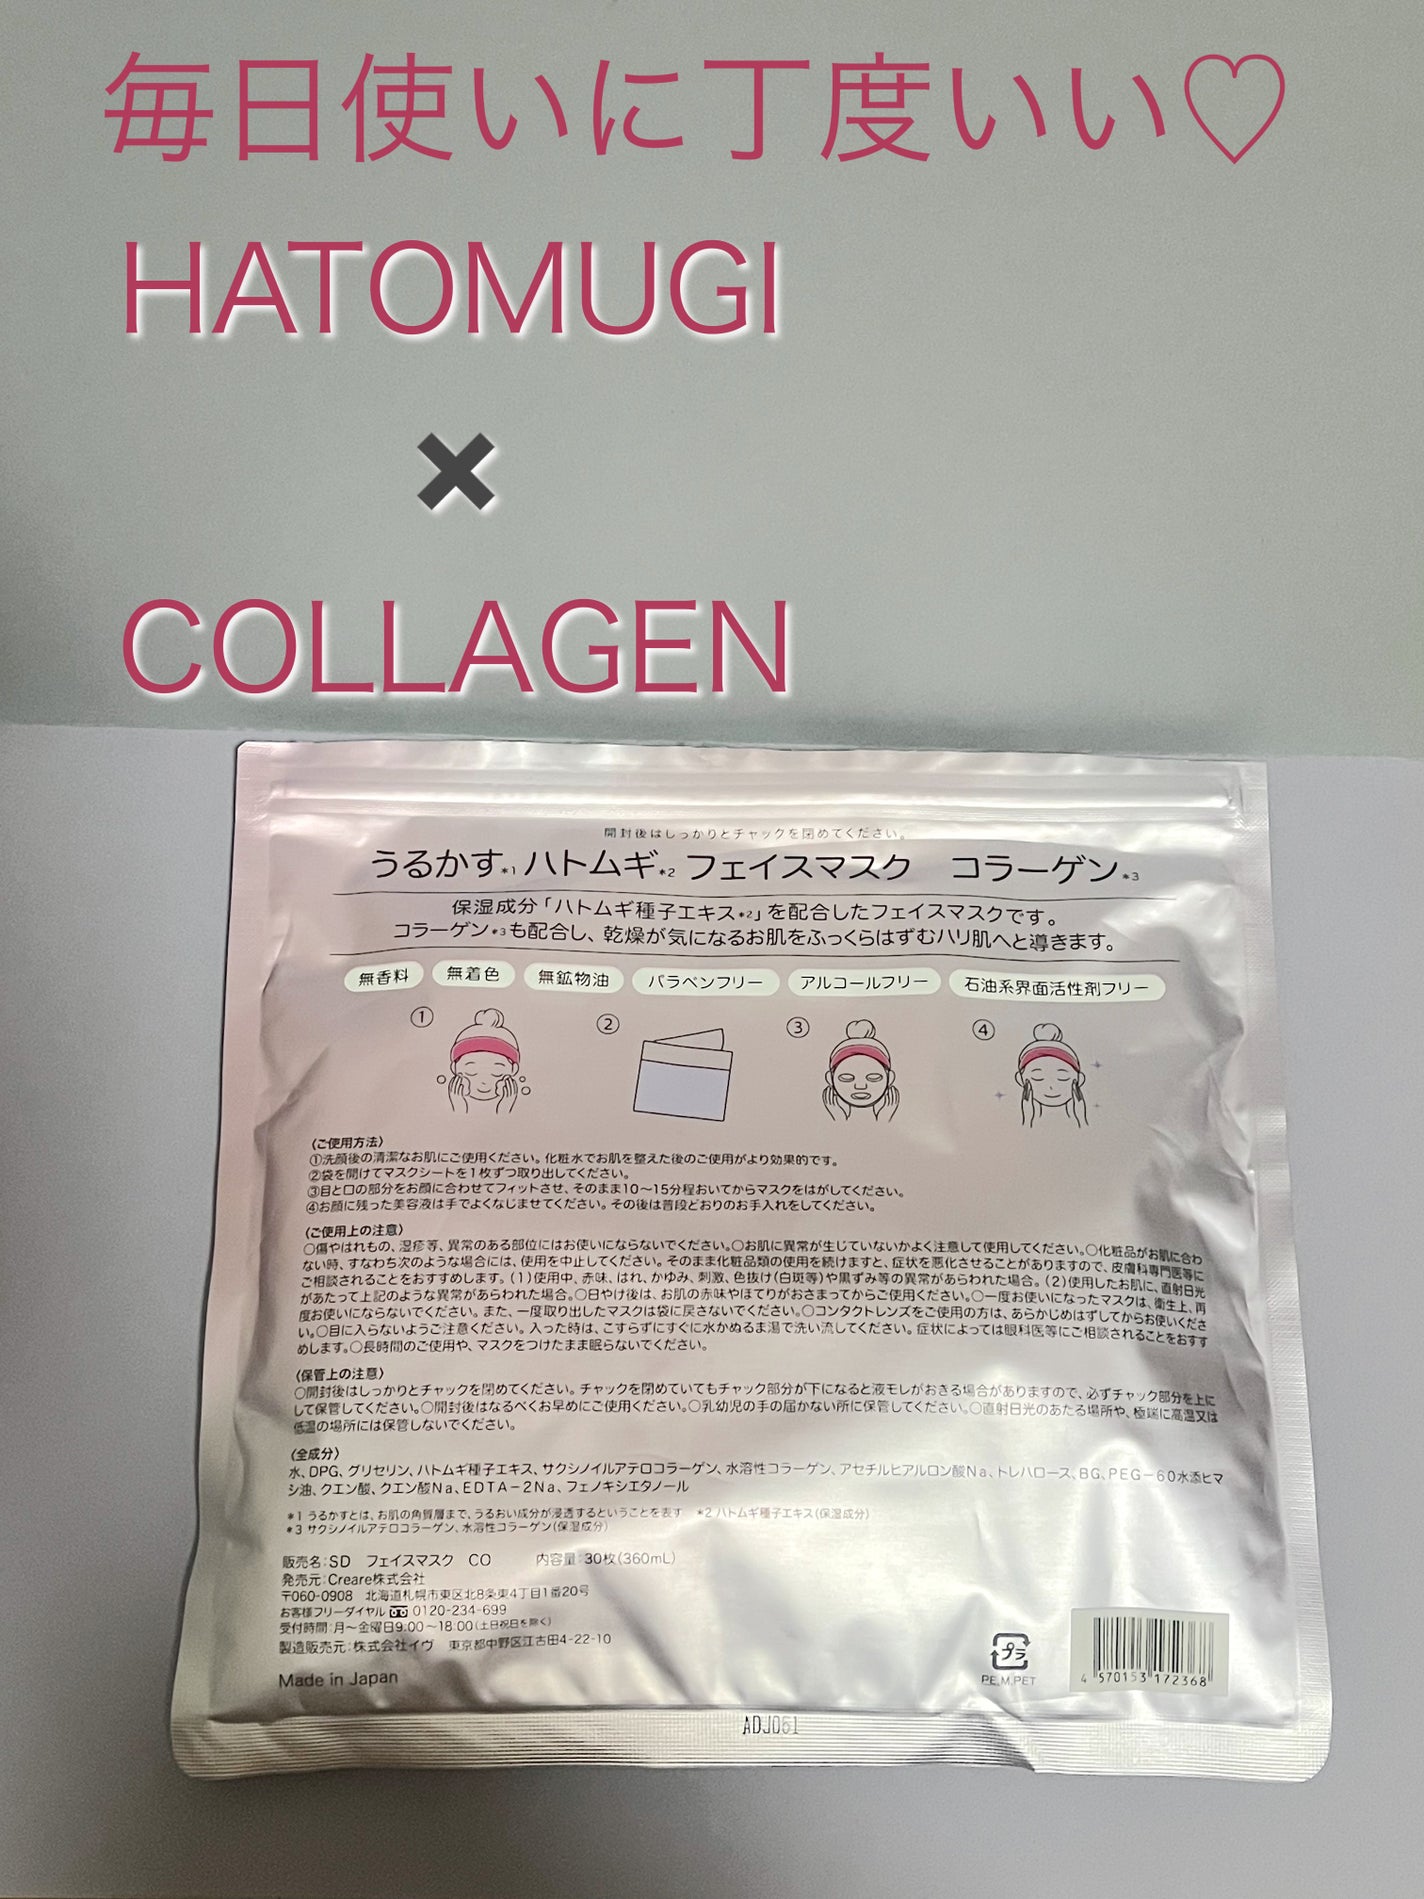 毎日使いに丁度いい♡
HATOMUGI
✖
COLLAGEN
開封後はしっかりとチャックを閉めてください。
うるかす*1 ハトムギ*2 フェイスマスク コラーゲン*3
保湿成分「ハトムギ種子エキス*2」を配合したフェイスマスクです。
コラーゲン*3も配合し、乾燥が気になるお肌をふっくらはずむハリ肌へと導きます。
無香料 無着色 無鉱物油 パラベンフリー アルコールフリー 石油系界面活性剤フリー
① ② ③ ④
〈ご使用方法〉
①洗顔後の清潔なお肌にご使用ください。化粧水でお肌を整えた後のご使用がより効果的です。
②袋を開けてマスクシートを1枚ずつ取り出してください。
③目と口の部分をお顔に合わせてフィットさせ、そのまま10〜15分程おいてからマスクをはがしてください。
④お顔に残った美容液は手でよくなじませてください。その後は普段どおりのお手入れをしてください。
〈ご使用上の注意〉
○傷やはれもの、湿疹等、異常のある部位にはお使いにならないでください。○お肌に異常が生じていないかよく注意して使用してください。○化粧品がお肌に合わ
ない時、すなわち次のような場合には、使用を中止してください。そのまま化粧品類の使用を続けますと、症状を悪化させることがありますので、皮膚科専門医等に
ご相談されることをおすすめします。(1)使用中、赤味、はれ、かゆみ、刺激、色抜け(白斑等)や黒ずみ等の異常があらわれた場合。(2)使用したお肌に、直射日光
があたって上記のような異常があらわれた場合。○日やけ後は、お肌の赤味やほてりがおさまってからご使用ください。○一度お使いになったマスクは、衛生上、再
度お使いにならないでください。また、一度取り出したマスクは袋に戻さないでください。○コンタクトレンズをご使用の方は、あらかじめはずしてからお使いくださ
い。○目に入らないようご注意ください。入った時は、こすらずにすぐに水かぬるま湯で洗い流してください。症状によっては眼科医等にご相談されることをおすす
めします。○長時間のご使用や、マスクをつけたまま眠らないでください。
〈保管上の注意〉
○開封後はしっかりとチャックを閉めてください。チャックを閉めていてもチャック部分が下になると液モレがおきる場合がありますので、必ずチャック部分を上に
して保管してください。○開封後はなるべくお早めにご使用ください。○乳幼児の手の届かない所に保管してください。○直射日光のあたる場所や、極端に高温又は
低温の場所には保管しないでください。
〈全成分〉
水、DPG、グリセリン、ハトムギ種子エキス、サクシノイルアテロコラーゲン、水溶性コラーゲン、アセチルヒアルロン酸Na、トレハロース、BG、PEG-60水添ヒマ
シ油、クエン酸、クエン酸Na、EDTA-2Na、フェノキシエタノール
*1 うるかすとは、お肌の角質層まで、うるおい成分が浸透するということを表す *2 ハトムギ種子エキス(保湿成分)
*3 サクシノイルアテロコラーゲン、水溶性コラーゲン(保湿成分)
販売名:SD フェイスマスク CO 内容量:30枚(360mL)
発売元:Creare株式会社
〒060-0908 北海道札幌市東区北8条東4丁目1番20号
お客様フリーダイヤル 0120-234-699
受付時間:月〜金曜日9:00〜18:00(土日祝日を除く)
製造販売元:株式会社イヴ 東京都中野区江古田4-22-10
Made in Japan
プラ
PE,M,PET
4 570153 172368
ADJ061